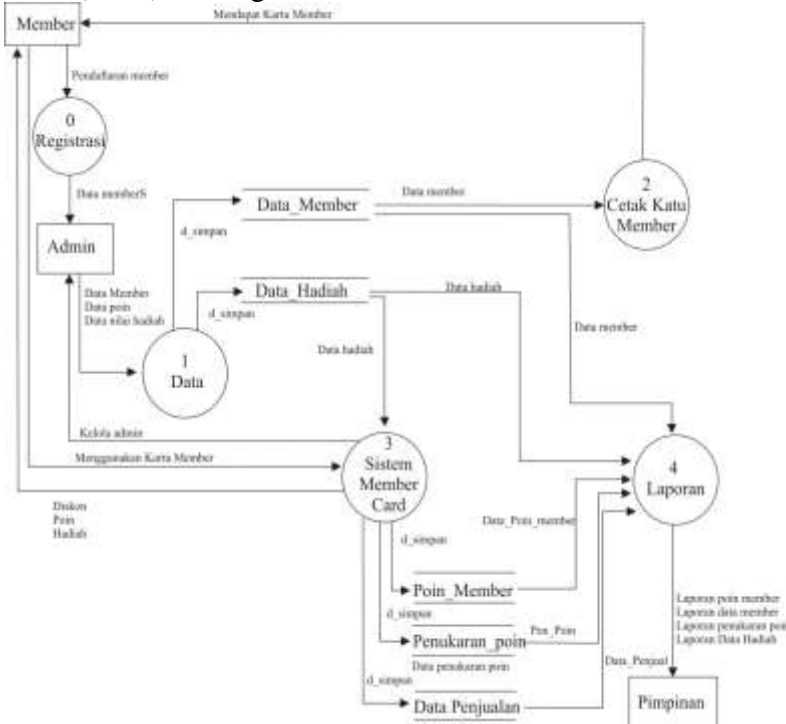 Member
Mendapat Kartu Member
Pendaftaran member
0
Registrasi
Data memberS
Admin
Data Member
Data poin
Data nilai hadiah
1
Data
d_simpan
Data_Member
Data member
2
Cetak Katu
Member
d_simpan
Data_Hadiah
Data hadiah
Data hadiah
Data member
Kelola admin
Menggunakan Kartu Member
3
Sistem
Member
Card
4
Laporan
Diskon
Poin
Hadiah
d_simpan
Data_Poin_member
Poin_Member
d_simpan
Penukaran_poin
Pen_Poin
Data penukaran poin
d_simpan
Data Penjualan
Data_Penjual
Laporan poin member
Laporan data member
Laporan penukaran poin
Laporan Data Hadiah
Pimpinan